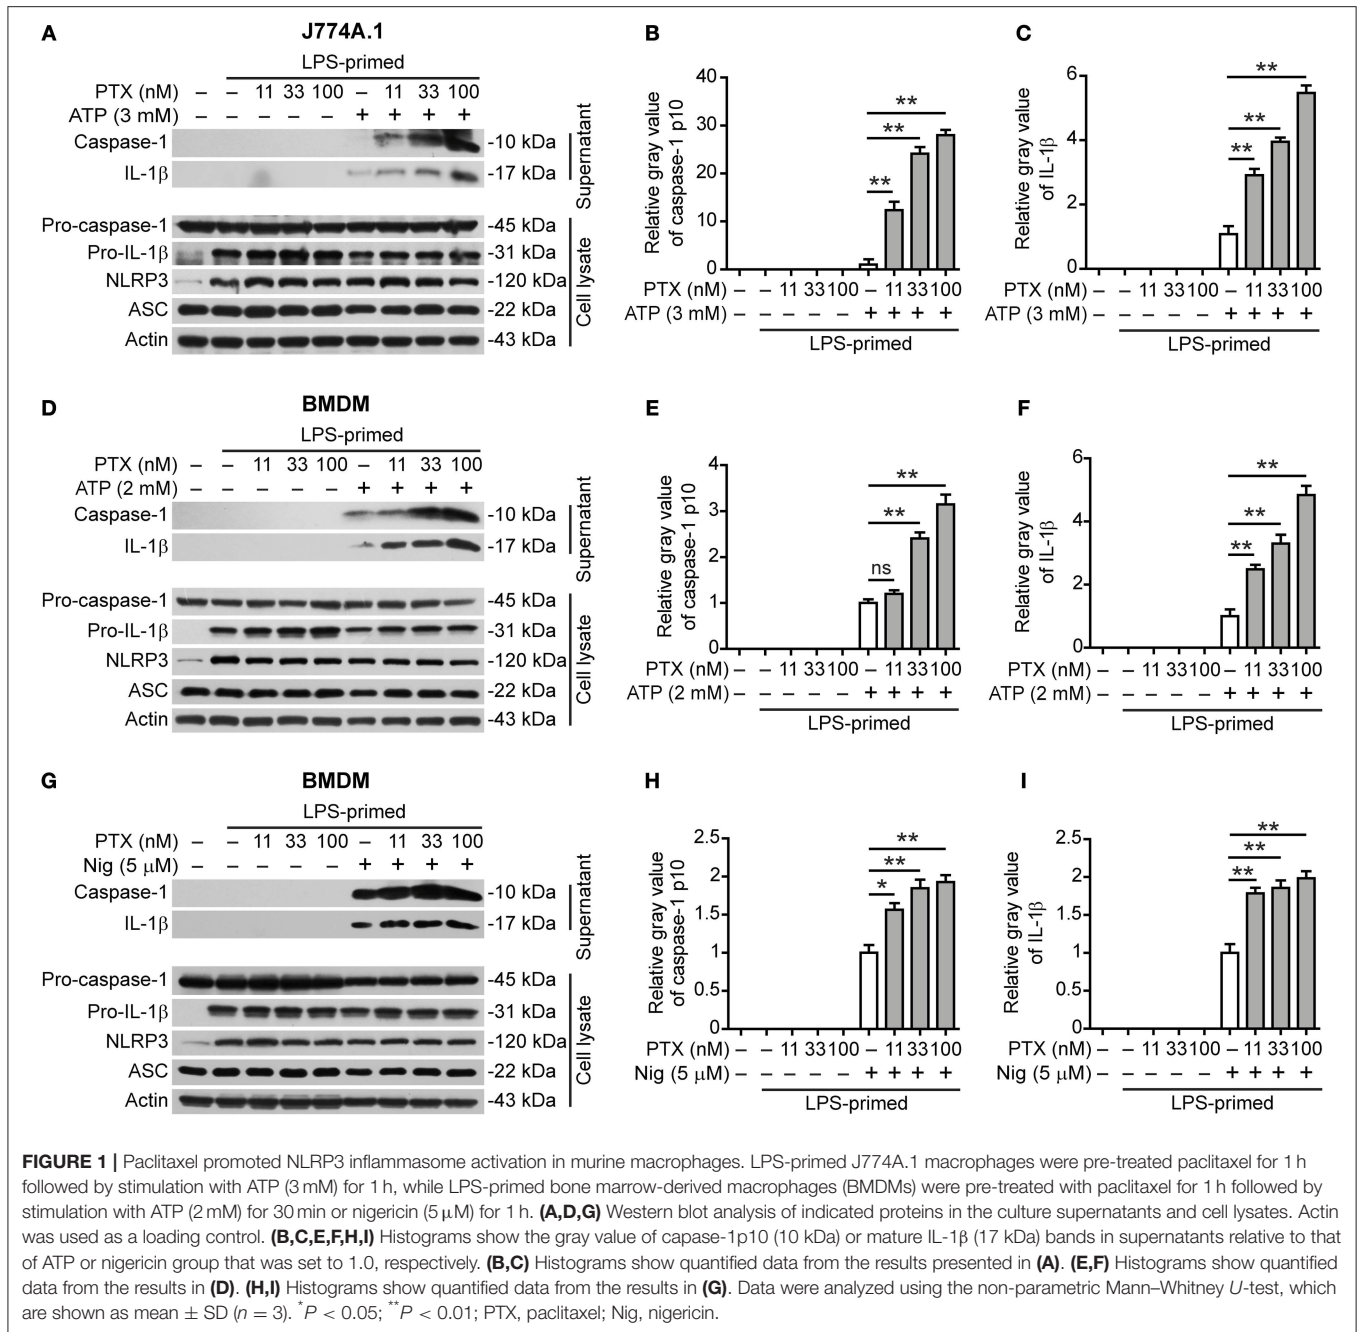 A
J774A.1
LPS-primed
PTX (nM) – – 11 33 100 – 11 33 100
ATP (3 mM) – – – – – + + + +
Caspase-1 -10 kDa
IL-1β -17 kDa
Supernatant
Pro-caspase-1 -45 kDa
Pro-IL-1β -31 kDa
NLRP3 -120 kDa
ASC -22 kDa
Actin -43 kDa
Cell lysate
B
Relative gray value
of caspase-1 p10
40
30
20
10
0
** ** **
PTX (nM) – – 11 33 100 – 11 33 100
ATP (3 mM) – – – – – + + + +
LPS-primed
C
Relative gray value
of IL-1β
6
4
2
0
** ** **
PTX (nM) – – 11 33 100 – 11 33 100
ATP (3 mM) – – – – – + + + +
LPS-primed
D
BMDM
LPS-primed
PTX (nM) – – 11 33 100 – 11 33 100
ATP (2 mM) – – – – – + + + +
Caspase-1 -10 kDa
IL-1β -17 kDa
Supernatant
Pro-caspase-1 -45 kDa
Pro-IL-1β -31 kDa
NLRP3 -120 kDa
ASC -22 kDa
Actin -43 kDa
Cell lysate
E
Relative gray value
of caspase-1 p10
4
3
2
1
0
ns ** **
PTX (nM) – – 11 33 100 – 11 33 100
ATP (2 mM) – – – – – + + + +
LPS-primed
F
Relative gray value
of IL-1β
6
4
2
0
** ** **
PTX (nM) – – 11 33 100 – 11 33 100
ATP (2 mM) – – – – – + + + +
LPS-primed
G
BMDM
LPS-primed
PTX (nM) – – 11 33 100 – 11 33 100
Nig (5 μM) – – – – – + + + +
Caspase-1 -10 kDa
IL-1β -17 kDa
Supernatant
Pro-caspase-1 -45 kDa
Pro-IL-1β -31 kDa
NLRP3 -120 kDa
ASC -22 kDa
Actin -43 kDa
Cell lysate
H
Relative gray value
of caspase-1 p10
2.5
2
1.5
1
0.5
0
* ** **
PTX (nM) – – 11 33 100 – 11 33 100
Nig (5 μM) – – – – – + + + +
LPS-primed
I
Relative gray value
of IL-1β
2.5
2
1.5
1
0.5
0
** ** **
PTX (nM) – – 11 33 100 – 11 33 100
Nig (5 μM) – – – – – + + + +
LPS-primed
FIGURE 1 | Paclitaxel promoted NLRP3 inflammasome activation in murine macrophages. LPS-primed J774A.1 macrophages were pre-treated paclitaxel for 1 h
followed by stimulation with ATP (3 mM) for 1 h, while LPS-primed bone marrow-derived macrophages (BMDMs) were pre-treated with paclitaxel for 1 h followed by
stimulation with ATP (2 mM) for 30 min or nigericin (5 μM) for 1 h. (A,D,G) Western blot analysis of indicated proteins in the culture supernatants and cell lysates. Actin
was used as a loading control. (B,C,E,F,H,I) Histograms show the gray value of capase-1p10 (10 kDa) or mature IL-1β (17 kDa) bands in supernatants relative to that
of ATP or nigericin group that was set to 1.0, respectively. (B,C) Histograms show quantified data from the results presented in (A). (E,F) Histograms show quantified
data from the results in (D). (H,I) Histograms show quantified data from the results in (G). Data were analyzed using the non-parametric Mann–Whitney U-test, which
are shown as mean ± SD (n = 3). *P < 0.05; **P < 0.01; PTX, paclitaxel; Nig, nigericin.